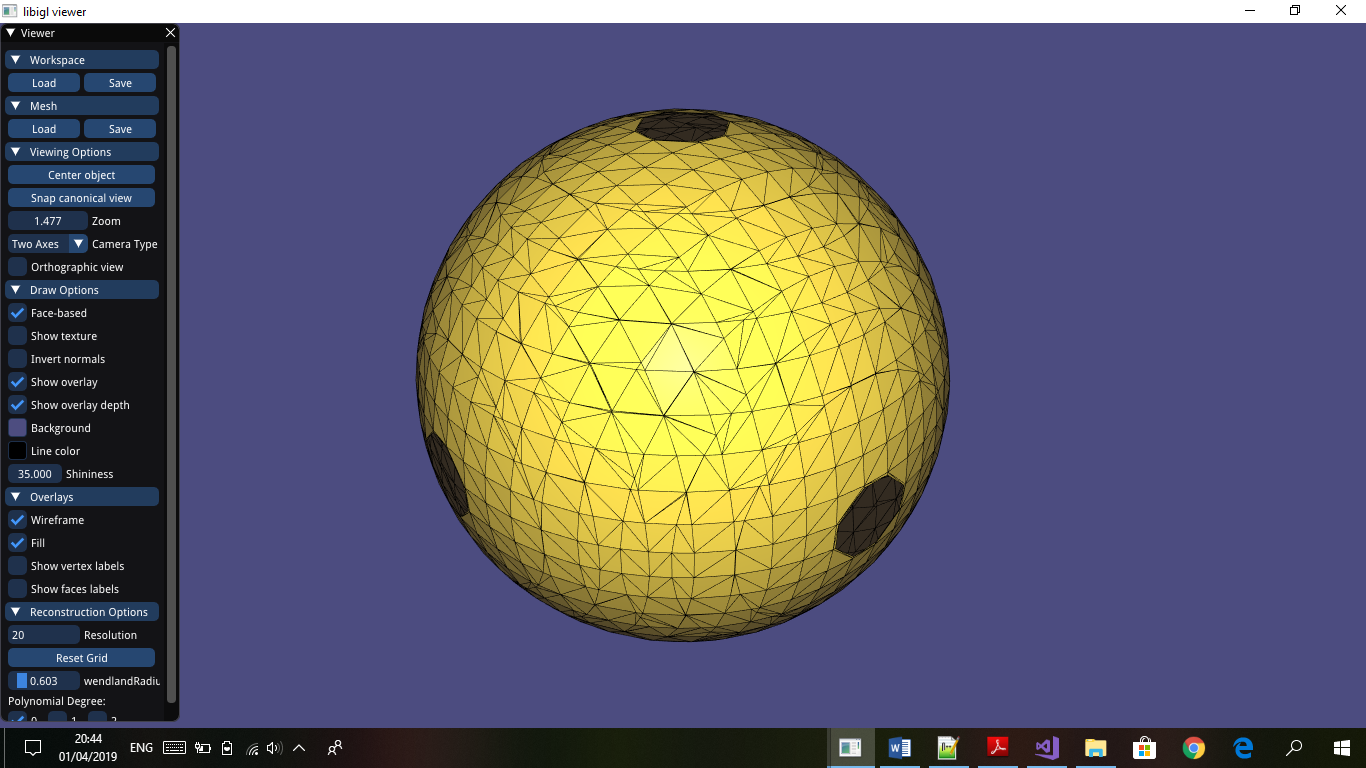 libigl viewer
Viewer
Workspace
Load Save
Mesh
Load Save
Viewing Options
Center object
Snap canonical view
1.477 Zoom
Two Axes Camera Type
Orthographic view
Draw Options
Face-based
Show texture
Invert normals
Show overlay
Show overlay depth
Background
Line color
35.000 Shininess
Overlays
Wireframe
Fill
Show vertex labels
Show faces labels
Reconstruction Options
20 Resolution
Reset Grid
0.603 wendlandRadiu
Polynomial Degree:
0 1 2
20:44
ENG
01/04/2019